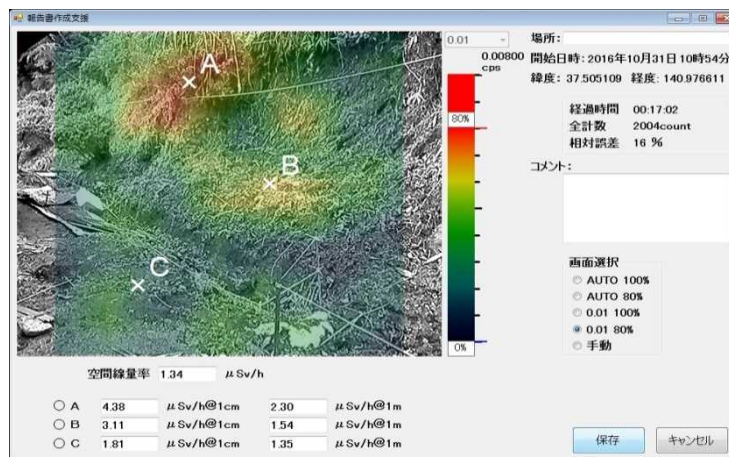 報告書作成支援
A
B
C
0.01
0.00800
cps
80%
0%
場所:
開始日時: 2016年10月31日 10時54分
緯度: 37.505109 経度: 140.976611
経過時間 00:17:02
全計数 2004count
相対誤差 16 %
コメント:
画面選択
AUTO 100%
AUTO 80%
0.01 100%
0.01 80%
手動
空間線量率 1.34 μSv/h
A 4.38 μSv/h@1cm 2.30 μSv/h@1m
B 3.11 μSv/h@1cm 1.54 μSv/h@1m
C 1.81 μSv/h@1cm 1.35 μSv/h@1m
保存 キャンセル